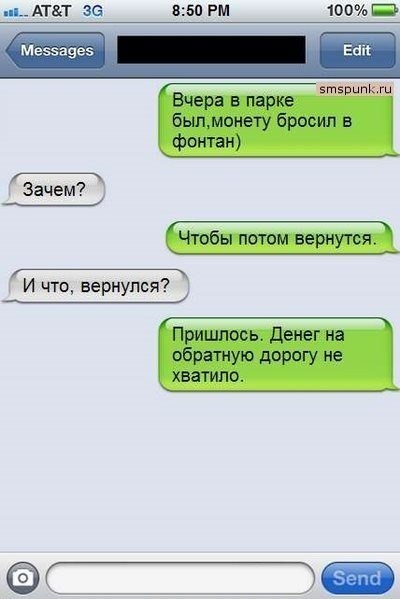 AT&T 3G 8:50 PM 100%
Messages Edit
smspunk.ru
Вчера в парке
был,монету бросил в
фонтан)
Зачем?
Чтобы потом вернутся.
И что, вернулся?
Пришлось. Денег на
обратную дорогу не
хватило.
Send